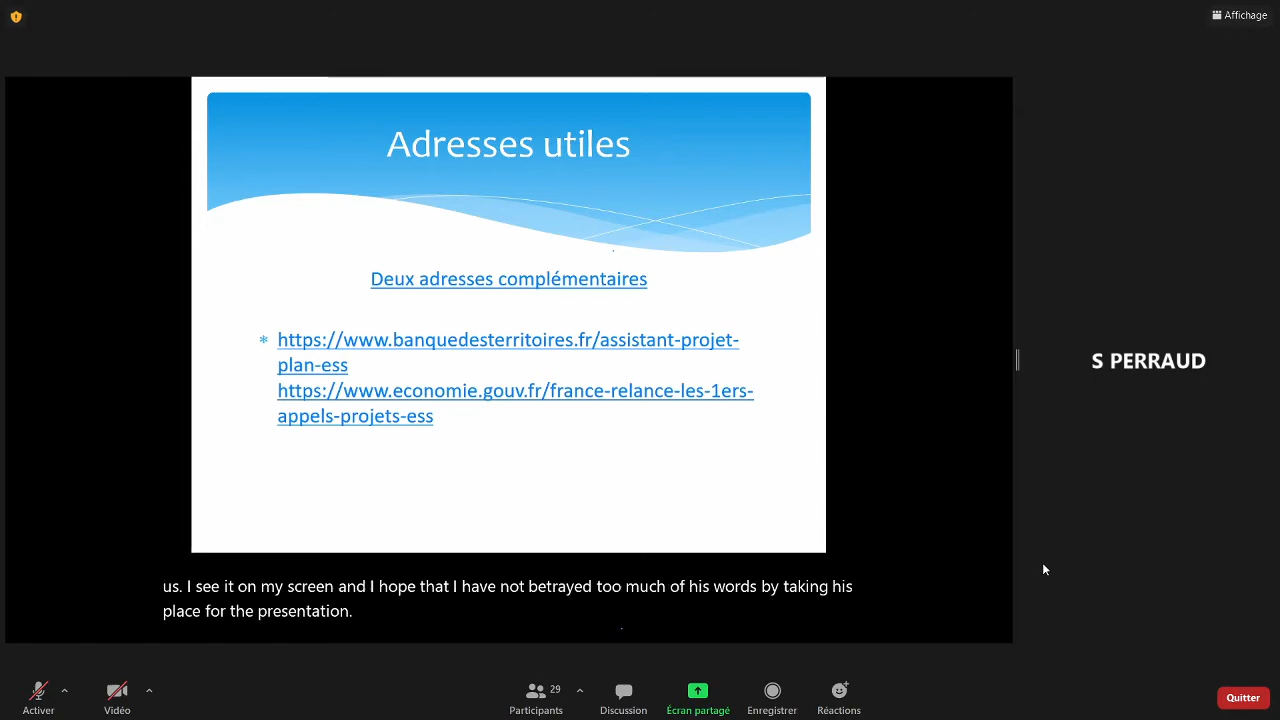 Affichage
Adresses utiles
Deux adresses complémentaires
* https://www.banquedesterritoires.fr/assistant-projet-
plan-ess
https://www.economie.gouv.fr/france-relance-les-1ers-
appels-projets-ess
S PERRAUD
us. I see it on my screen and I hope that I have not betrayed too much of his words by taking his
place for the presentation.
Activer
Vidéo
29
Participants
Discussion
Écran partagé
Enregistrer
Réactions
Quitter